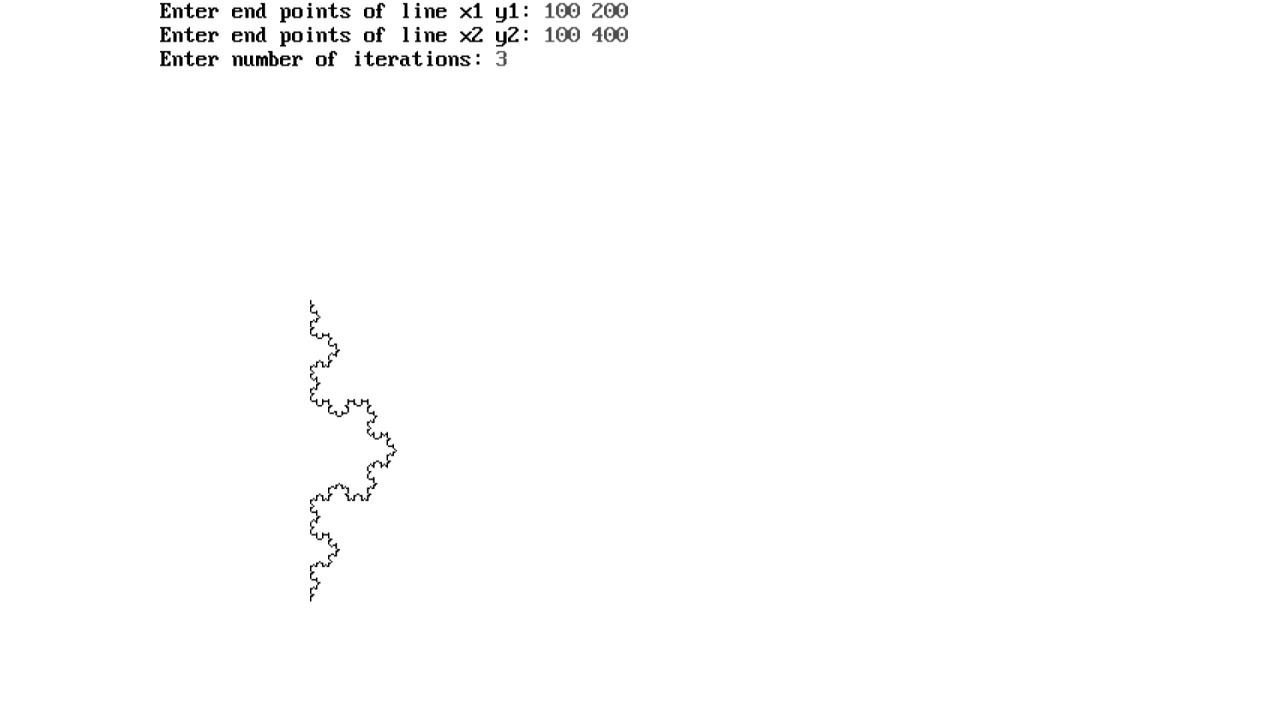 Enter end points of line x1 y1: 100 200
Enter end points of line x2 y2: 100 400
Enter number of iterations: 3